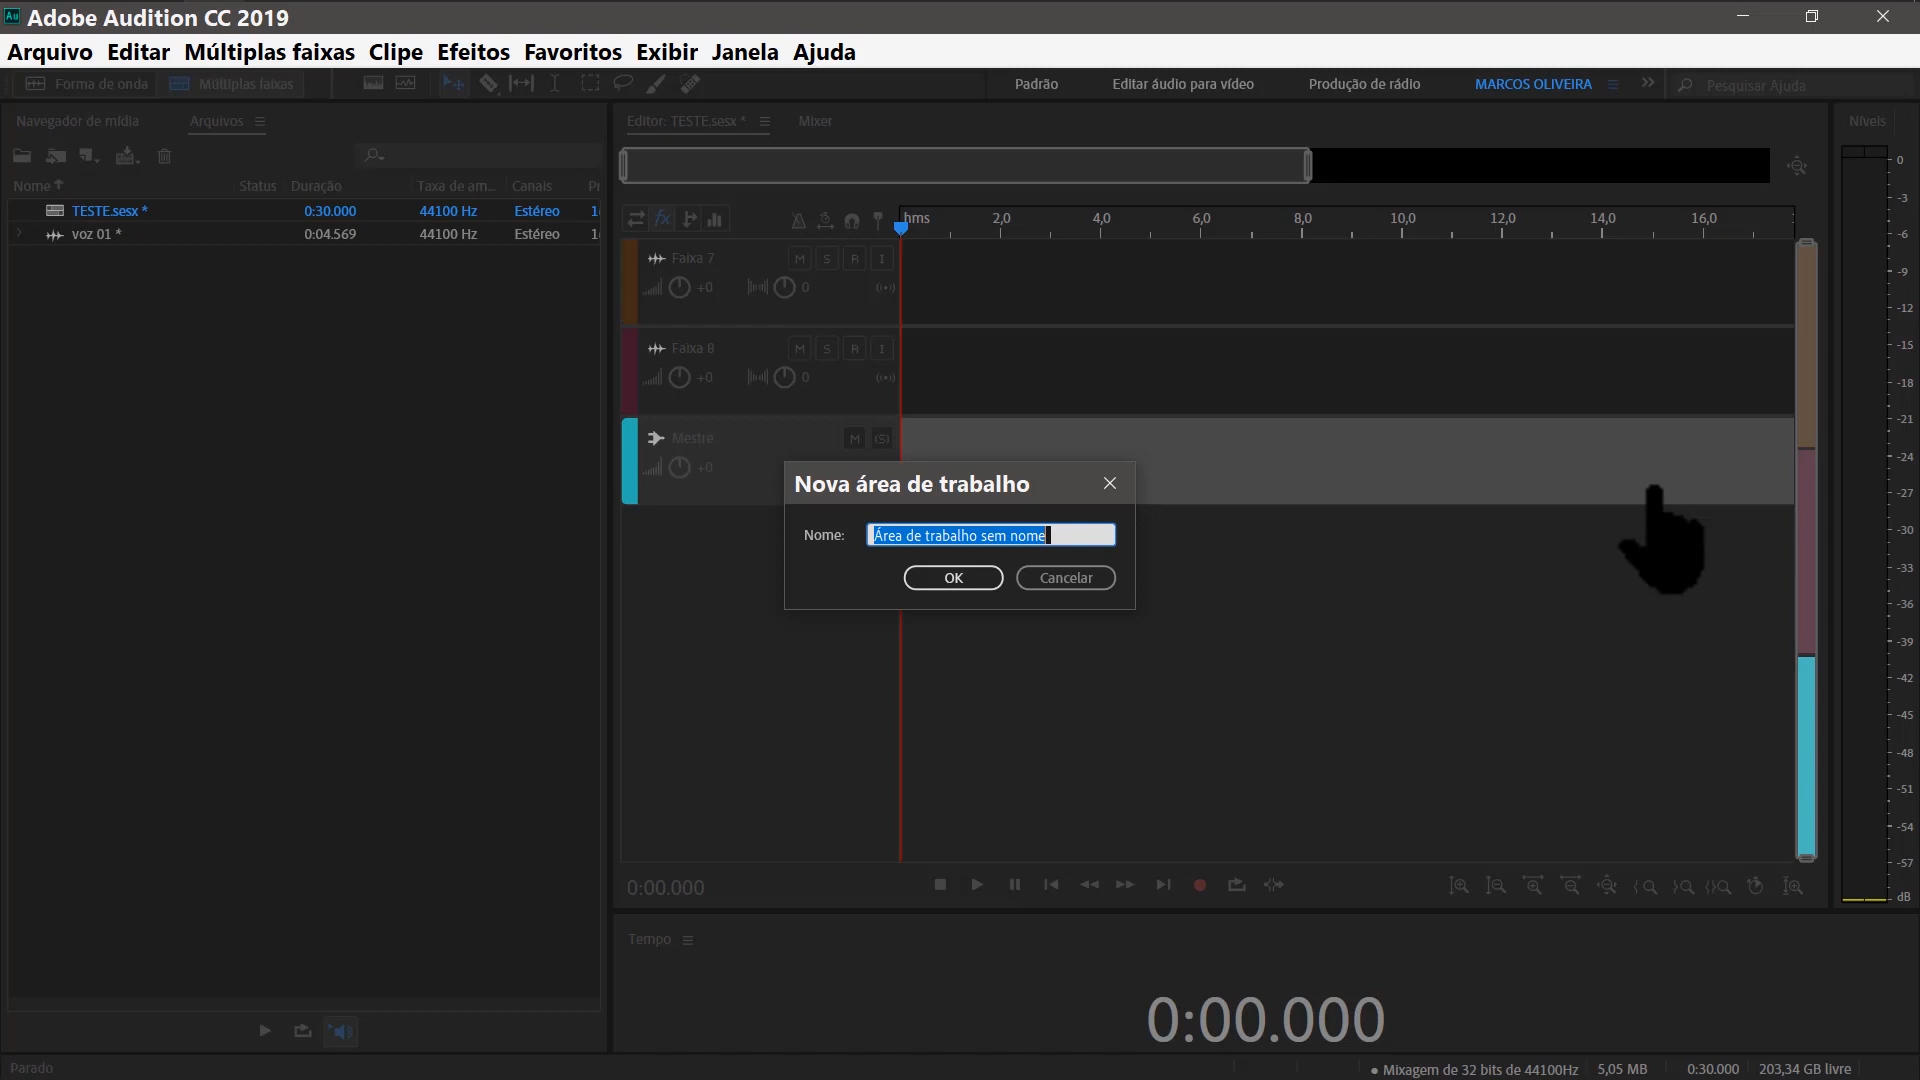 Au Adobe Audition CC 2019
Arquivo Editar Múltiplas faixas Clipe Efeitos Favoritos Exibir Janela Ajuda
Forma de onda Múltiplas faixas Padrão Editar áudio para vídeo Produção de rádio MARCOS OLIVEIRA Pesquisar Ajuda
Navegador de mídia Arquivos
Nome Status Duração Taxa de am... Canais
TESTE.sesx * 0:30.000 44100 Hz Estéreo
voz 01 * 0:04.569 44100 Hz Estéreo
Editor: TESTE.sesx * Mixer
hms 2,0 4,0 6,0 8,0 10,0 12,0 14,0 16,0
fx
Faixa 7 M S R I
+0 0
Faixa 8 M S R I
+0 0
Mestre M (S)
+0
Nova área de trabalho
Nome: Área de trabalho sem nome
OK Cancelar
0:00.000
Níveis
0
-3
-6
-9
-12
-15
-18
-21
-24
-27
-30
-33
-36
-39
-42
-45
-48
-51
-54
-57
dB
Tempo
0:00.000
Parado
Mixagem de 32 bits de 44100Hz 5,05 MB 0:30.000 203,34 GB livre